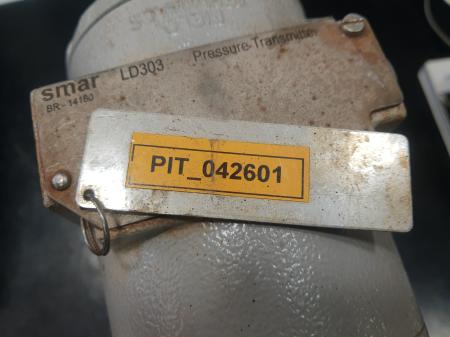 smar LD303 Pressure-Transmitter
BR - 14160
PIT_042601